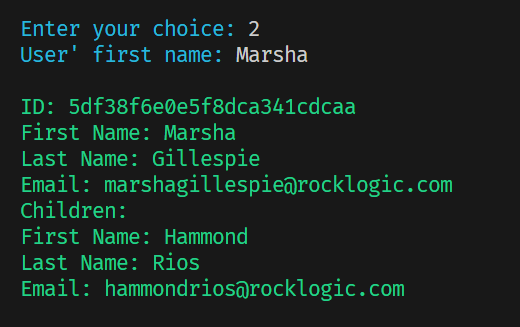 Enter your choice: 2
User' first name: Marsha
ID: 5df38f6e0e5f8dca341cdcaa
First Name: Marsha
Last Name: Gillespie
Email: marshagillespie@rocklogic.com
Children:
First Name: Hammond
Last Name: Rios
Email: hammondrios@rocklogic.com